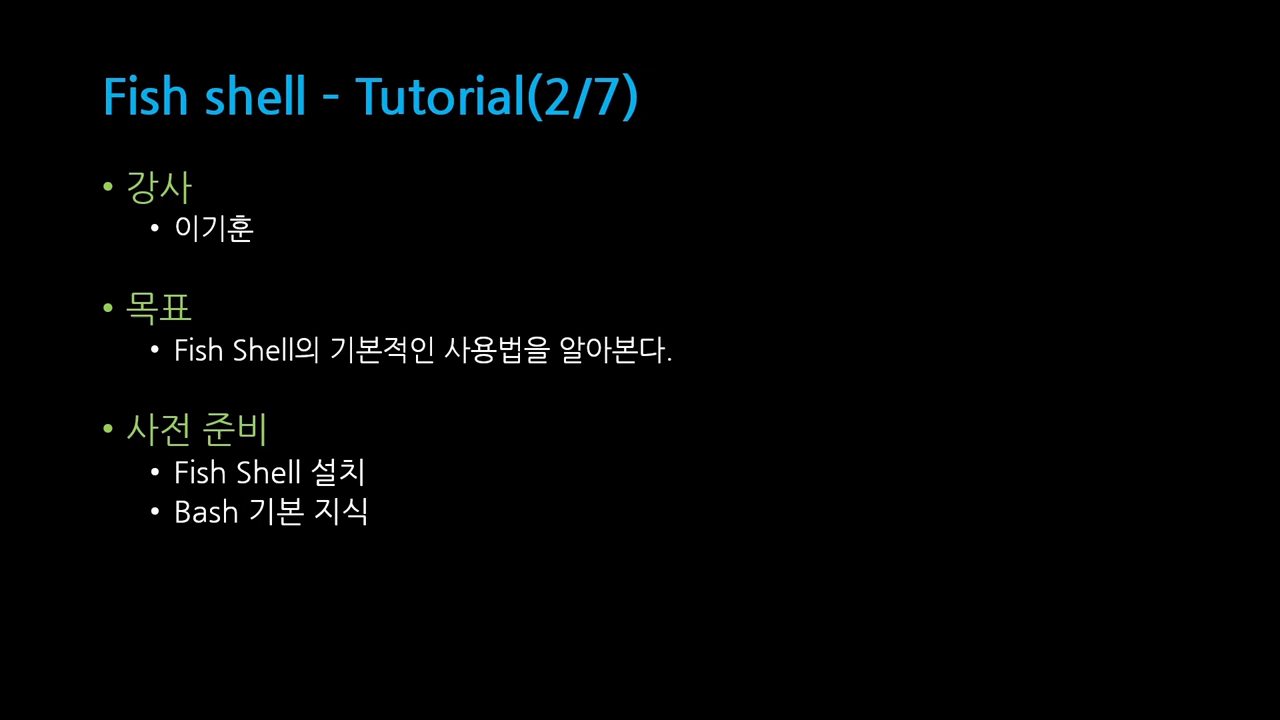 Fish shell - Tutorial(2/7)
• 강사
• 이기훈
• 목표
• Fish Shell의 기본적인 사용법을 알아본다.
• 사전 준비
• Fish Shell 설치
• Bash 기본 지식